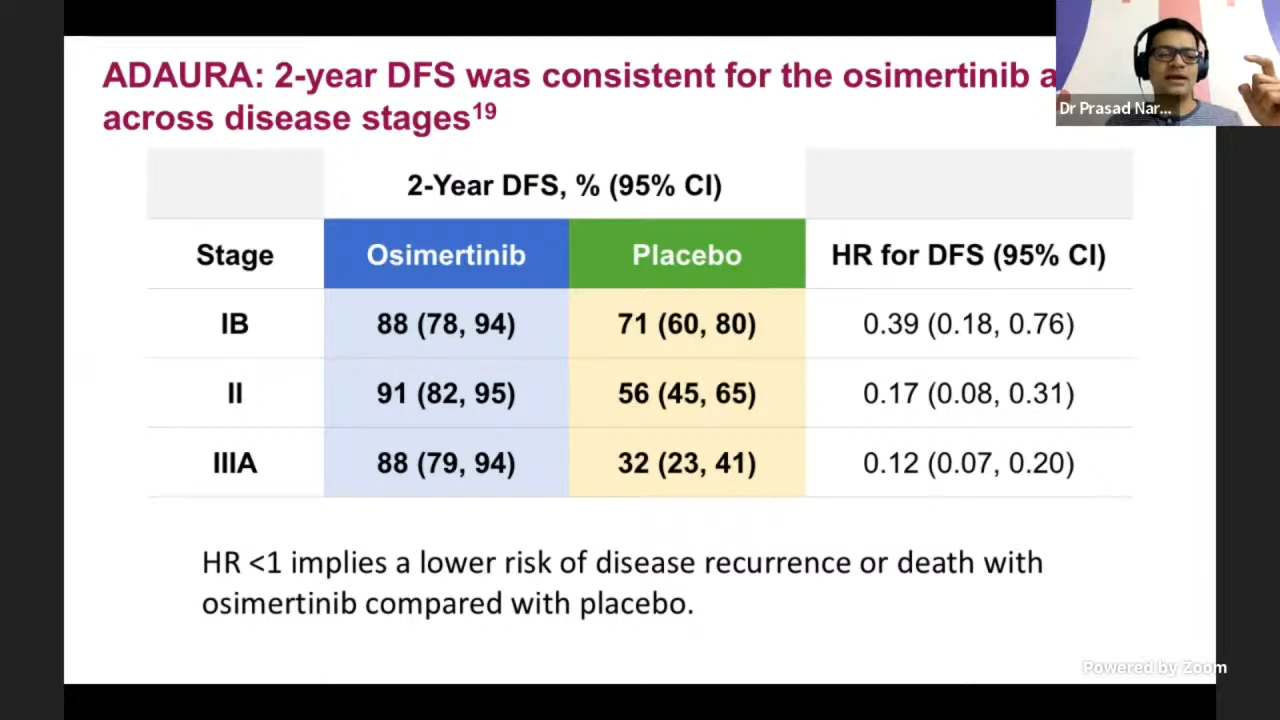 ADAURA: 2-year DFS was consistent for the osimertinib
across disease stages19
Dr Prasad Nar...
2-Year DFS, % (95% CI)
Stage Osimertinib Placebo HR for DFS (95% CI)
IB 88 (78, 94) 71 (60, 80) 0.39 (0.18, 0.76)
II 91 (82, 95) 56 (45, 65) 0.17 (0.08, 0.31)
IIIA 88 (79, 94) 32 (23, 41) 0.12 (0.07, 0.20)
HR <1 implies a lower risk of disease recurrence or death with
osimertinib compared with placebo.
Powered by Zoom